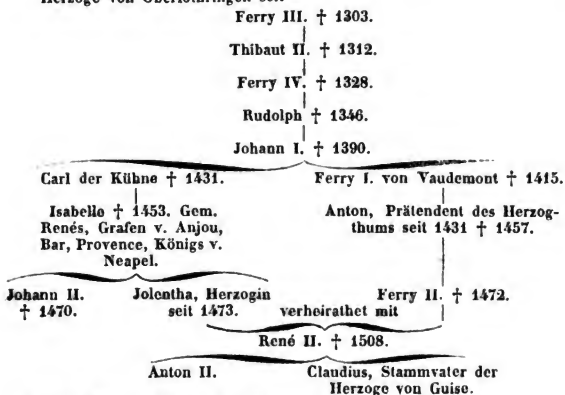 Herzoge von Oberlothringen seit
Ferry III. † 1303.
Thibaut II. † 1312.
Ferry IV. † 1328.
Rudolph † 1346.
Johann I. † 1390.
Carl der Kühne † 1431. Ferry I. von Vaudemont † 1415.
Isabelle † 1453. Gem. Anton, Prätendent des Herzog-
Renés, Grafen v. Anjou, thums seit 1431 † 1457.
Bar, Provence, Königs v.
Neapel.
Johann II. Jolentha, Herzogin Ferry II. † 1472.
† 1470. seit 1473. verheirathet mit
René II. † 1508.
Anton II. Claudius, Stammvater der
Herzoge von Guise.